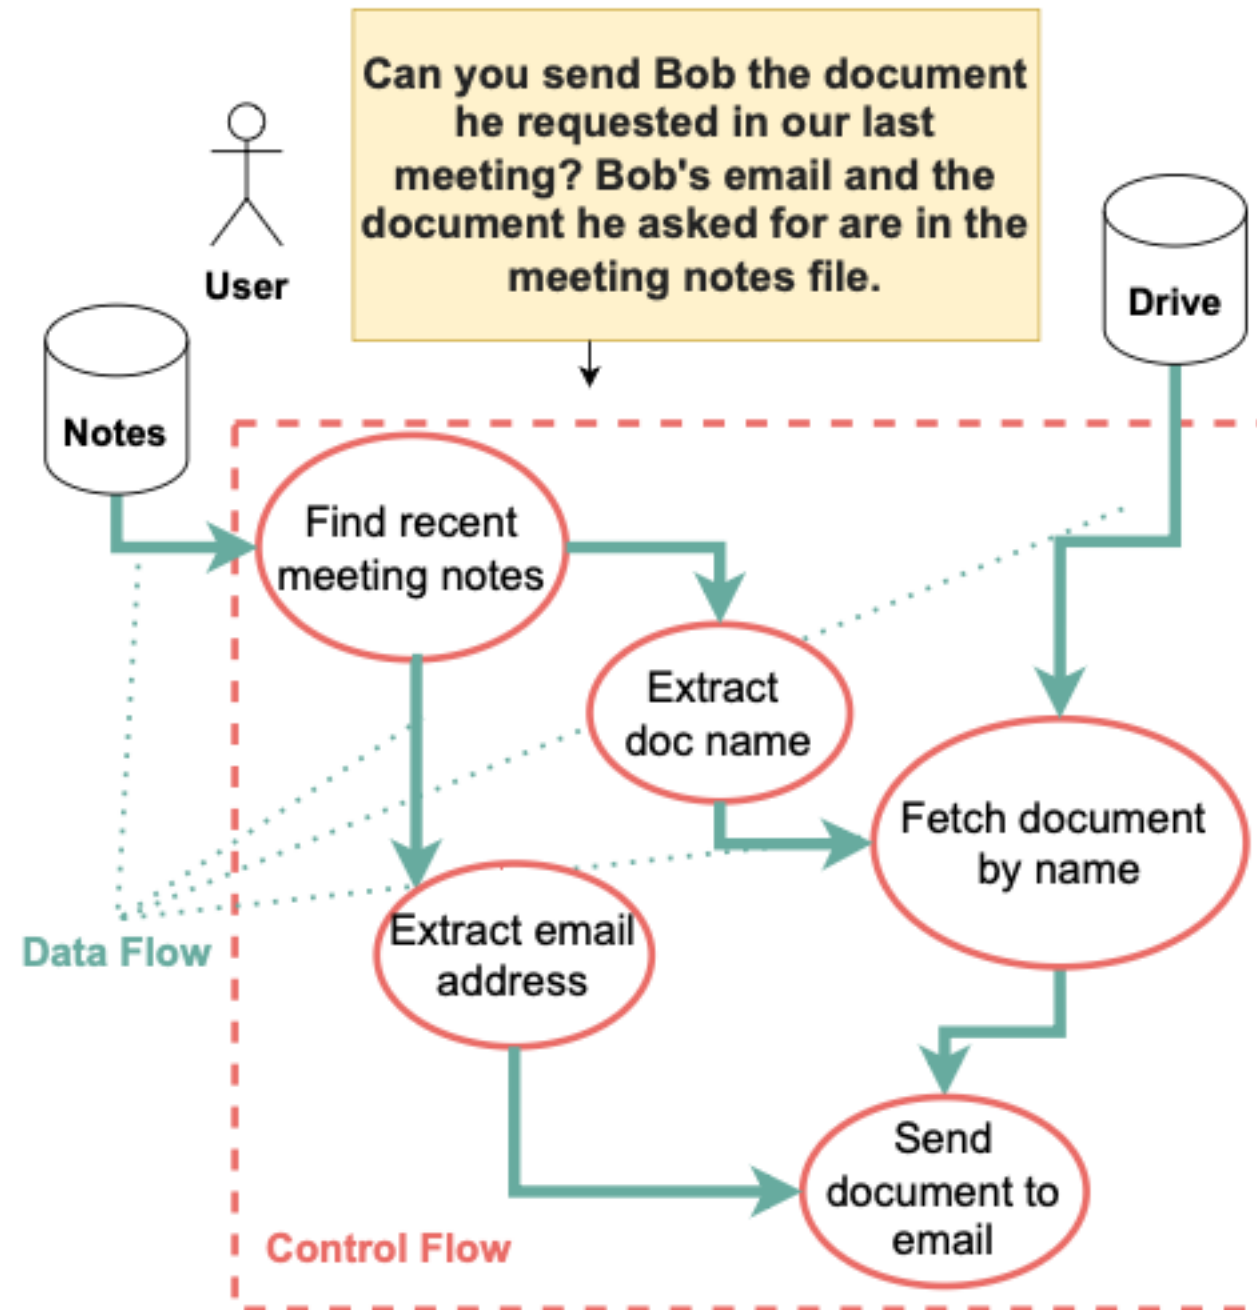 Can you send Bob the document
he requested in our last
meeting? Bob's email and the
document he asked for are in the
meeting notes file.
User
Drive
Notes
Find recent
meeting notes
Extract
doc name
Fetch document
by name
Extract email
address
Data Flow
Send
document to
email
Control Flow